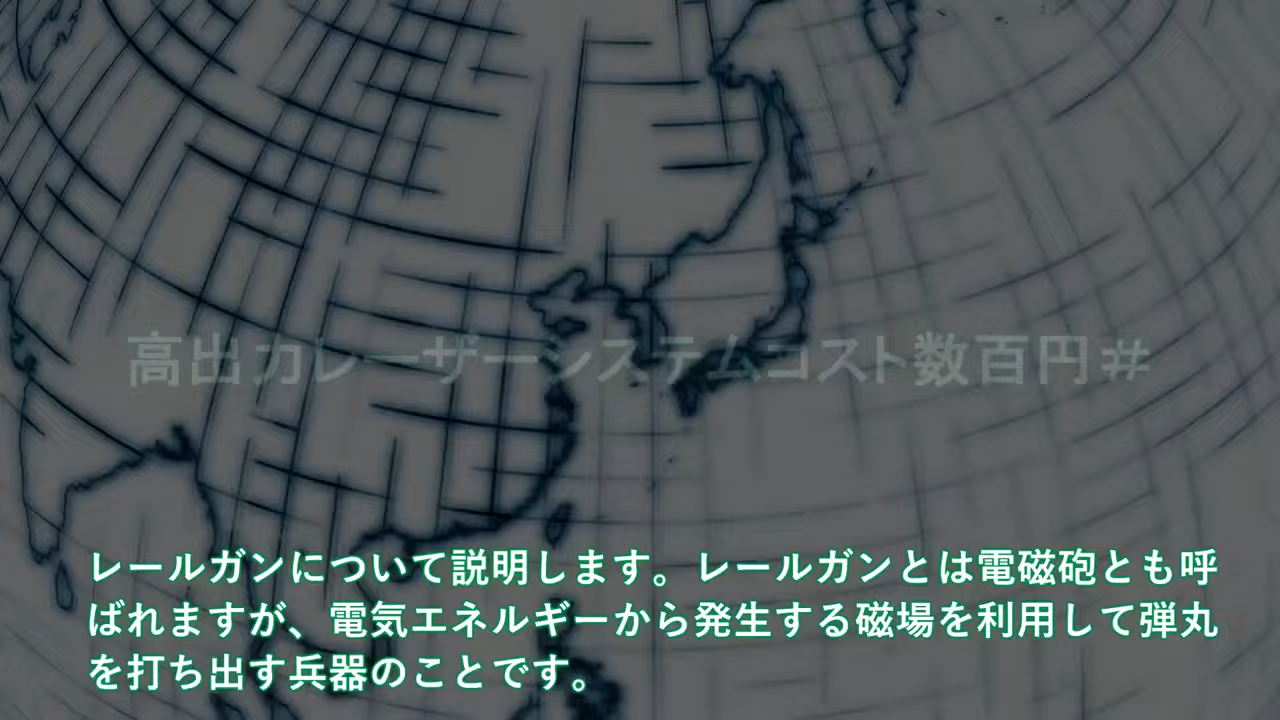 高出力レーザーシステムコスト数百円#
レールガンについて説明します。レールガンとは電磁砲とも呼
ばれますが、電気エネルギーから発生する磁場を利用して弾丸
を打ち出す兵器のことです。